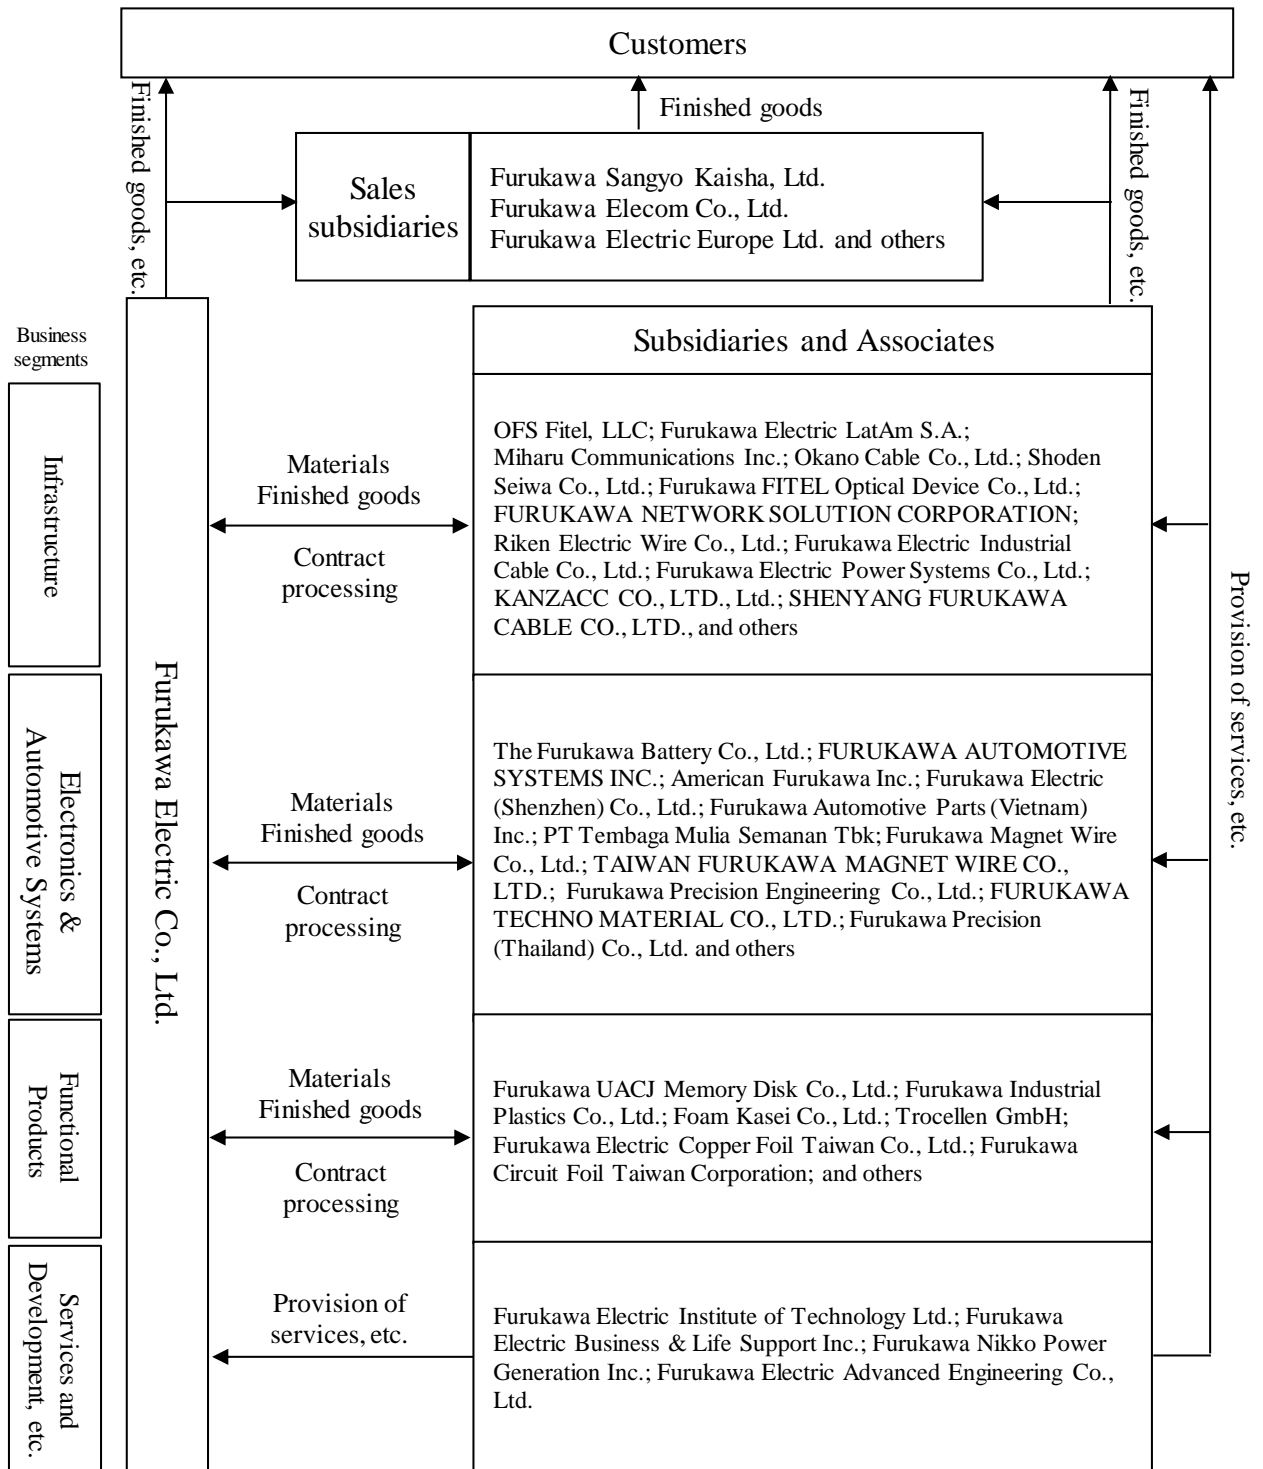 Customers
Finished goods, etc.
Finished goods
Finished goods, etc.
Sales
subsidiaries
Furukawa Sangyo Kaisha, Ltd.
Furukawa Elecom Co., Ltd.
Furukawa Electric Europe Ltd. and others
Business
segments
Subsidiaries and Associates
Furukawa Electric Co., Ltd.
Provision of services, etc.
Infrastructure
Materials
Finished goods
Contract
processing
OFS Fitel, LLC; Furukawa Electric LatAm S.A.;
Miharu Communications Inc.; Okano Cable Co., Ltd.; Shoden
Seiwa Co., Ltd.; Furukawa FITEL Optical Device Co., Ltd.;
FURUKAWA NETWORK SOLUTION CORPORATION;
Riken Electric Wire Co., Ltd.; Furukawa Electric Industrial
Cable Co., Ltd.; Furukawa Electric Power Systems Co., Ltd.;
KANZACC CO., LTD., Ltd.; SHENYANG FURUKAWA
CABLE CO., LTD., and others
Electronics &
Automotive Systems
Materials
Finished goods
Contract
processing
The Furukawa Battery Co., Ltd.; FURUKAWA AUTOMOTIVE
SYSTEMS INC.; American Furukawa Inc.; Furukawa Electric
(Shenzhen) Co., Ltd.; Furukawa Automotive Parts (Vietnam)
Inc.; PT Tembaga Mulia Semanan Tbk; Furukawa Magnet Wire
Co., Ltd.; TAIWAN FURUKAWA MAGNET WIRE CO.,
LTD.; Furukawa Precision Engineering Co., Ltd.; FURUKAWA
TECHNO MATERIAL CO., LTD.; Furukawa Precision
(Thailand) Co., Ltd. and others
Functional
Products
Materials
Finished goods
Contract
processing
Furukawa UACJ Memory Disk Co., Ltd.; Furukawa Industrial
Plastics Co., Ltd.; Foam Kasei Co., Ltd.; Trocellen GmbH;
Furukawa Electric Copper Foil Taiwan Co., Ltd.; Furukawa
Circuit Foil Taiwan Corporation; and others
Services and
Development, etc.
Provision of
services, etc.
Furukawa Electric Institute of Technology Ltd.; Furukawa
Electric Business & Life Support Inc.; Furukawa Nikko Power
Generation Inc.; Furukawa Electric Advanced Engineering Co.,
Ltd.